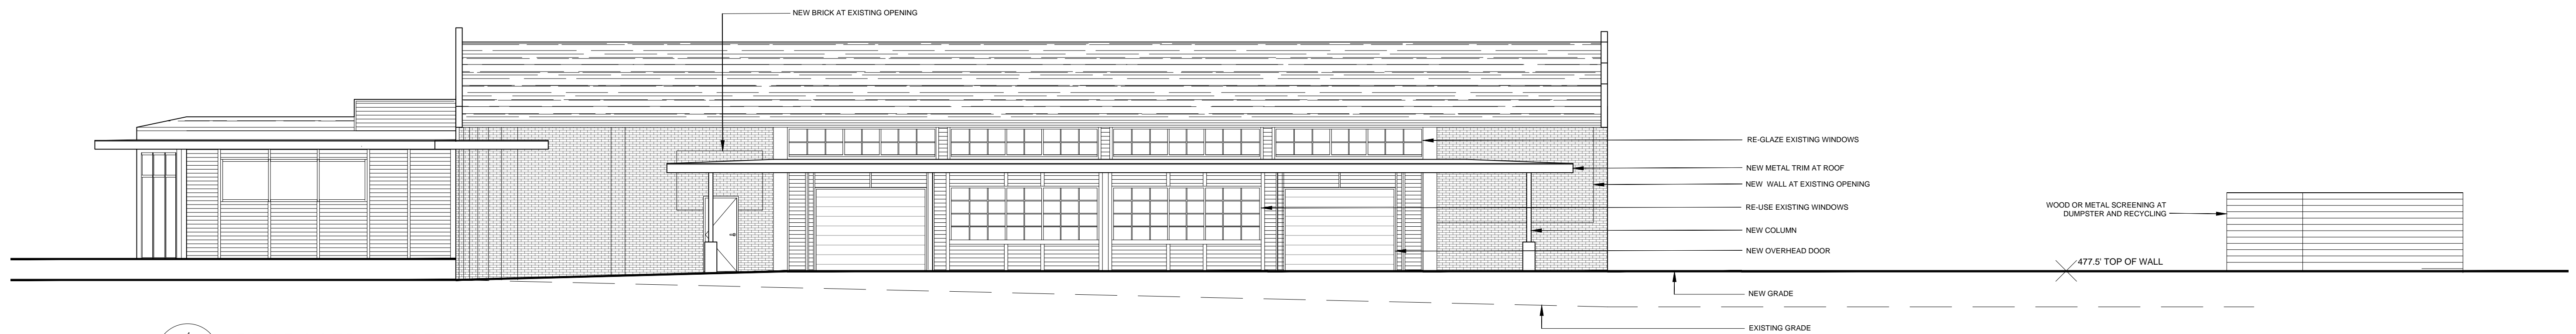 NEW BRICK AT EXISTING OPENING
RE-GLAZE EXISTING WINDOWS
NEW METAL TRIM AT ROOF
NEW WALL AT EXISTING OPENING
RE-USE EXISTING WINDOWS
NEW COLUMN
NEW OVERHEAD DOOR
WOOD OR METAL SCREENING AT
DUMPSTER AND RECYCLING
477.5' TOP OF WALL
NEW GRADE
EXISTING GRADE